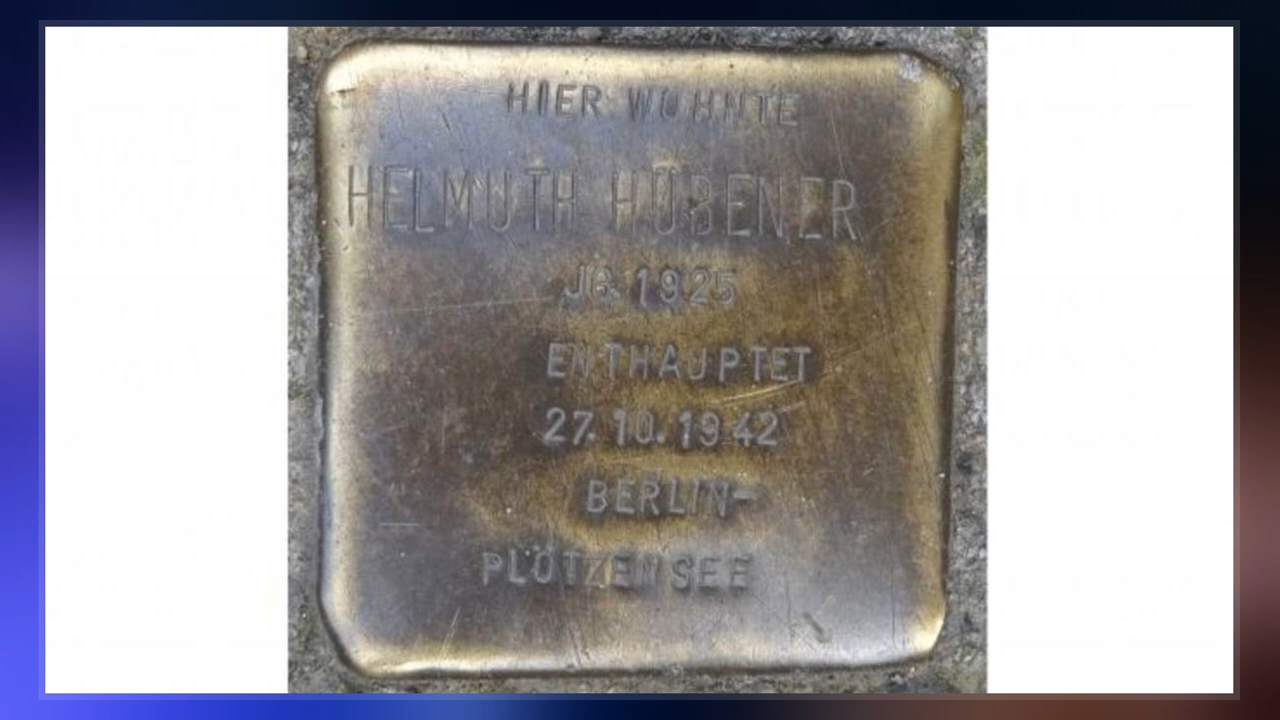 HIER WOHNTE
HELMUTH HÜBENER
JG. 1925
ENTHAUPTET
27.10.1942
BERLIN-
PLÖTZENSEE